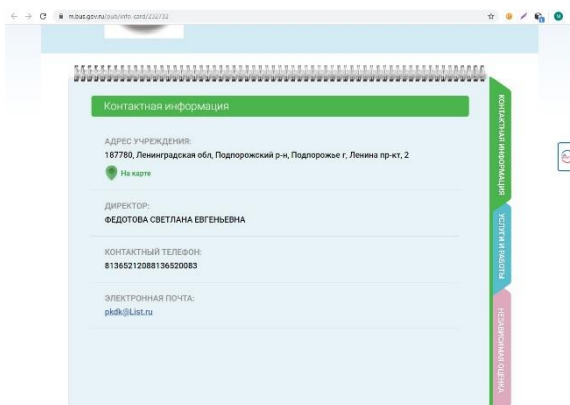 m.bus.gov.ru/pub/info-card/232732
Контактная информация
АДРЕС УЧРЕЖДЕНИЯ:
187780, Ленинградская обл, Подпорожский р-н, Подпорожье г, Ленина пр-кт, 2
На карте
ДИРЕКТОР:
ФЕДОТОВА СВЕТЛАНА ЕВГЕНЬЕВНА
КОНТАКТНЫЙ ТЕЛЕФОН:
81365212088136520083
ЭЛЕКТРОННАЯ ПОЧТА:
pkdk@List.ru
КОНТАКТНАЯ ИНФОРМАЦИЯ
УСЛУГИ И РАБОТЫ
НЕЗАВИСИМАЯ ОЦЕНКА